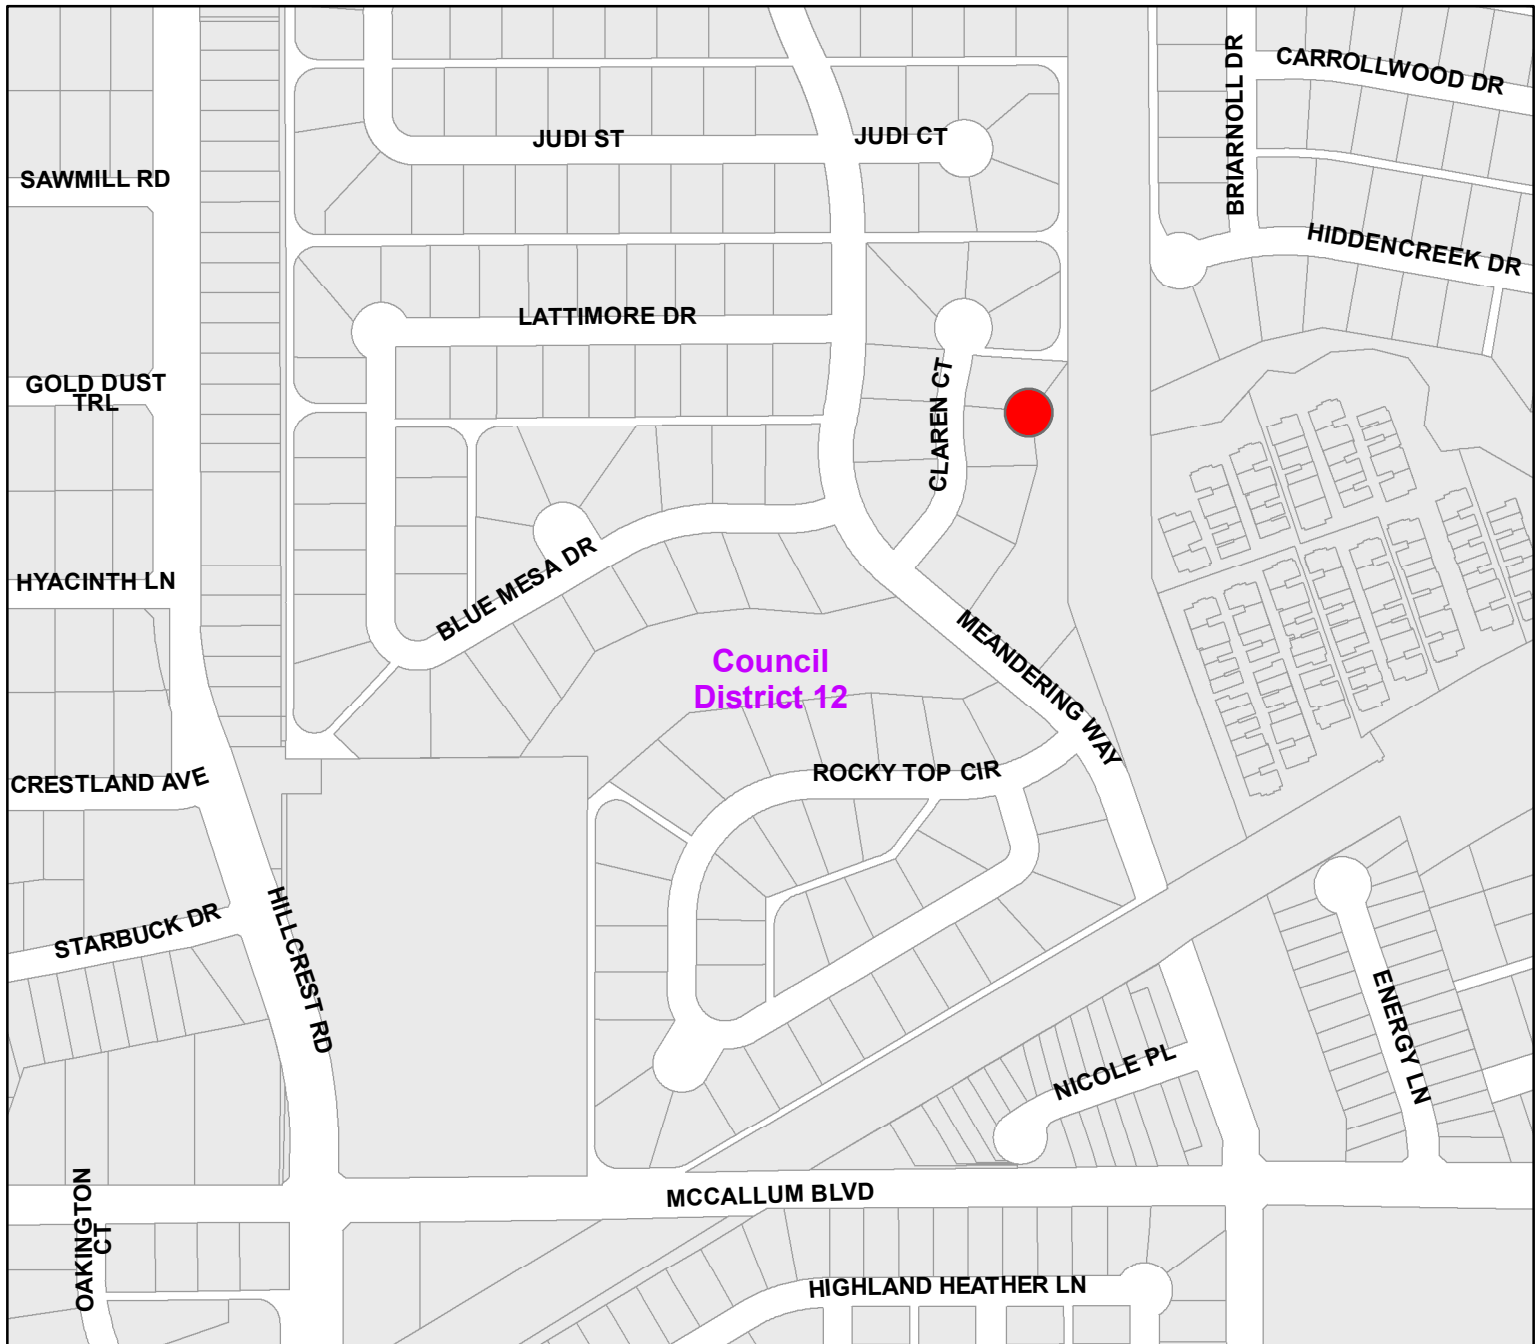 CARROLLWOOD DR
BRIARNOLL DR
JUDI ST
JUDI CT
SAWMILL RD
HIDDENCREEK DR
LATTIMORE DR
GOLD DUST
TRL
CLAREN CT
HYACINTH LN
BLUE MESA DR
MEANDERING WAY
Council
District 12
ROCKY TOP CIR
CRESTLAND AVE
STARBUCK DR
HILLCREST RD
ENERGY LN
NICOLE PL
MCCALLUM BLVD
OAKINGTON
CT
HIGHLAND HEATHER LN